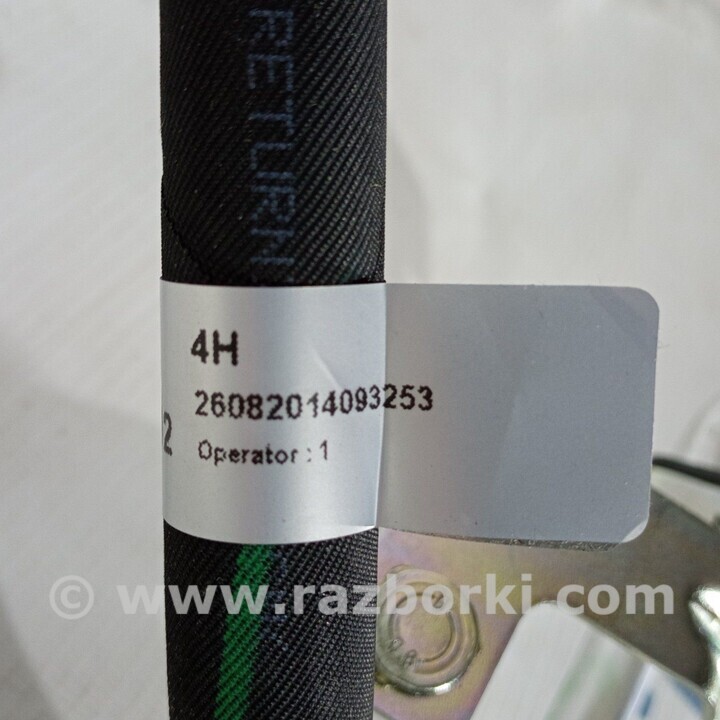 RETURN
4H
26082014093253
2
Operator : 1
© www.razborki.com